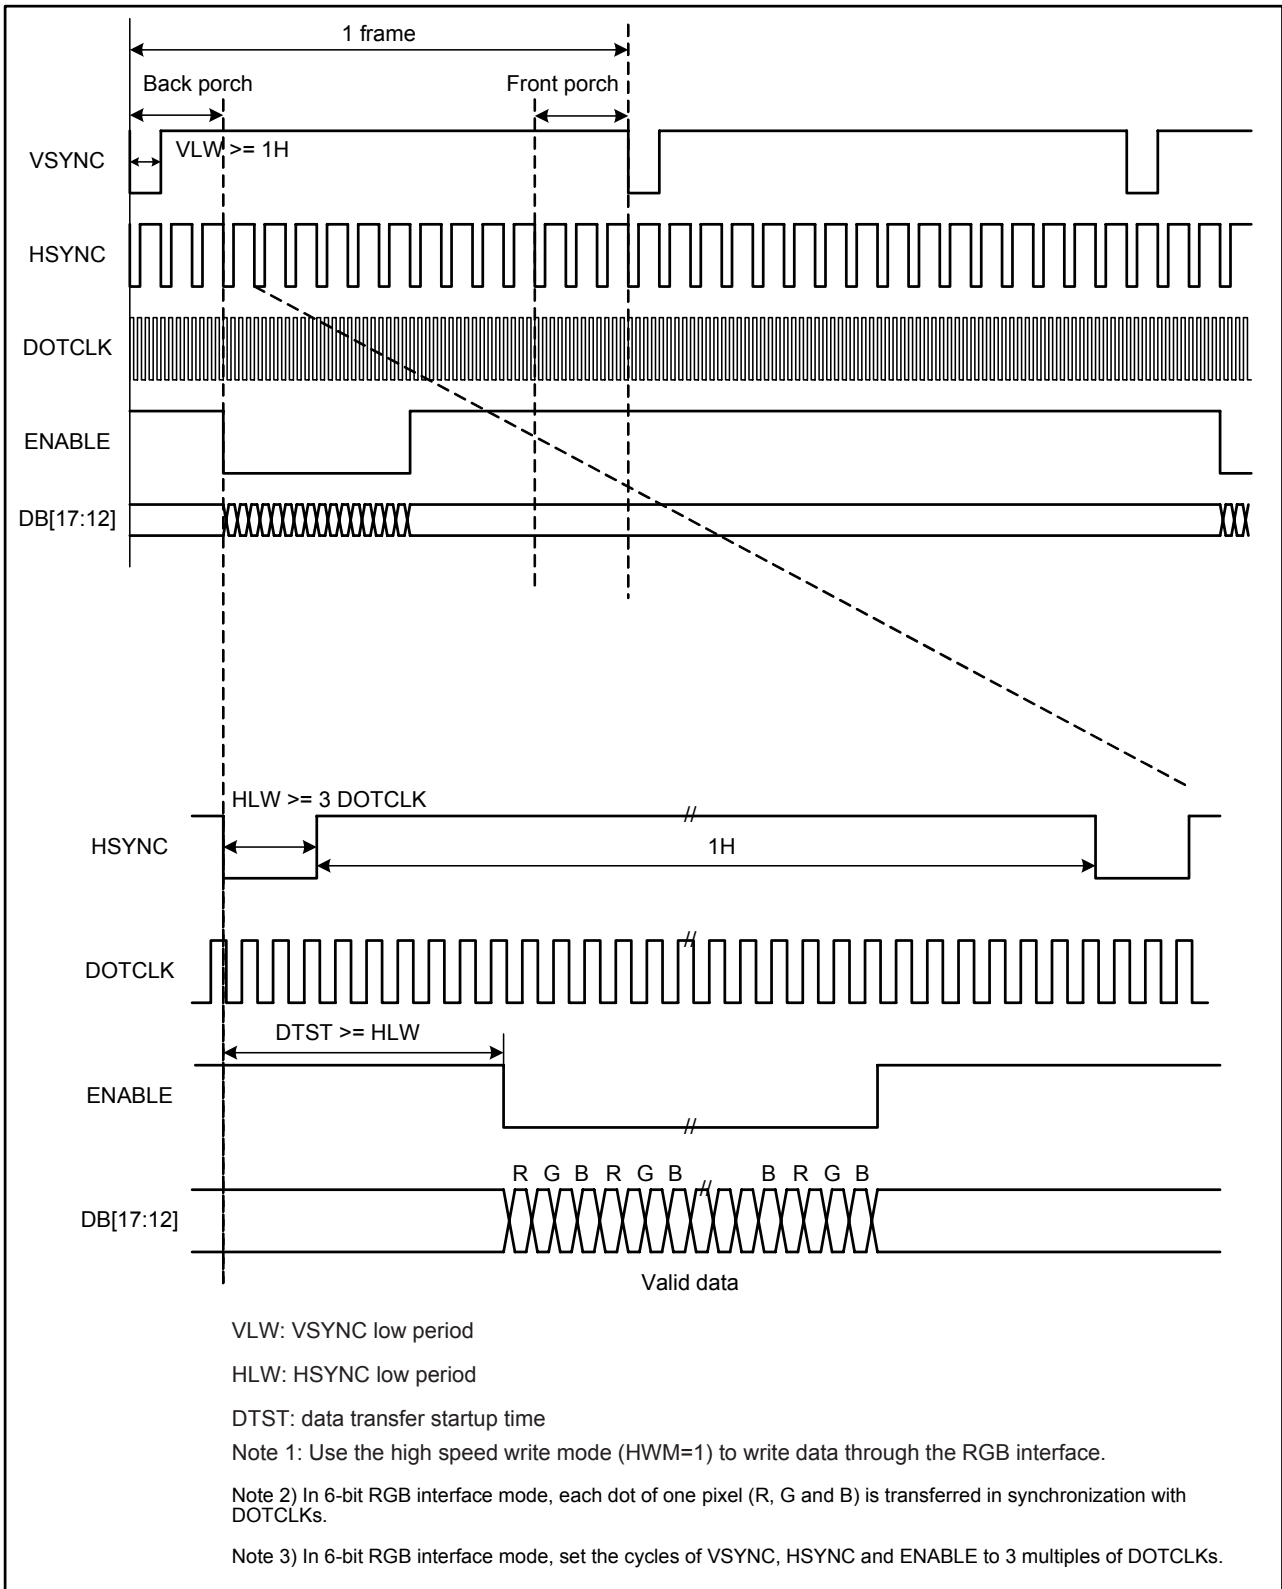 1 frame
Back porch
Front porch
VLW >= 1H
VSYNC
HSYNC
DOTCLK
ENABLE
DB[17:12]
HLW >= 3 DOTCLK
//
HSYNC
1H
//
DOTCLK
DTST >= HLW
ENABLE
//
R G B R G B B R G B
//
DB[17:12]
Valid data
VLW: VSYNC low period
HLW: HSYNC low period
DTST: data transfer startup time
Note 1: Use the high speed write mode (HWM=1) to write data through the RGB interface.
Note 2) In 6-bit RGB interface mode, each dot of one pixel (R, G and B) is transferred in synchronization with
DOTCLKs.
Note 3) In 6-bit RGB interface mode, set the cycles of VSYNC, HSYNC and ENABLE to 3 multiples of DOTCLKs.